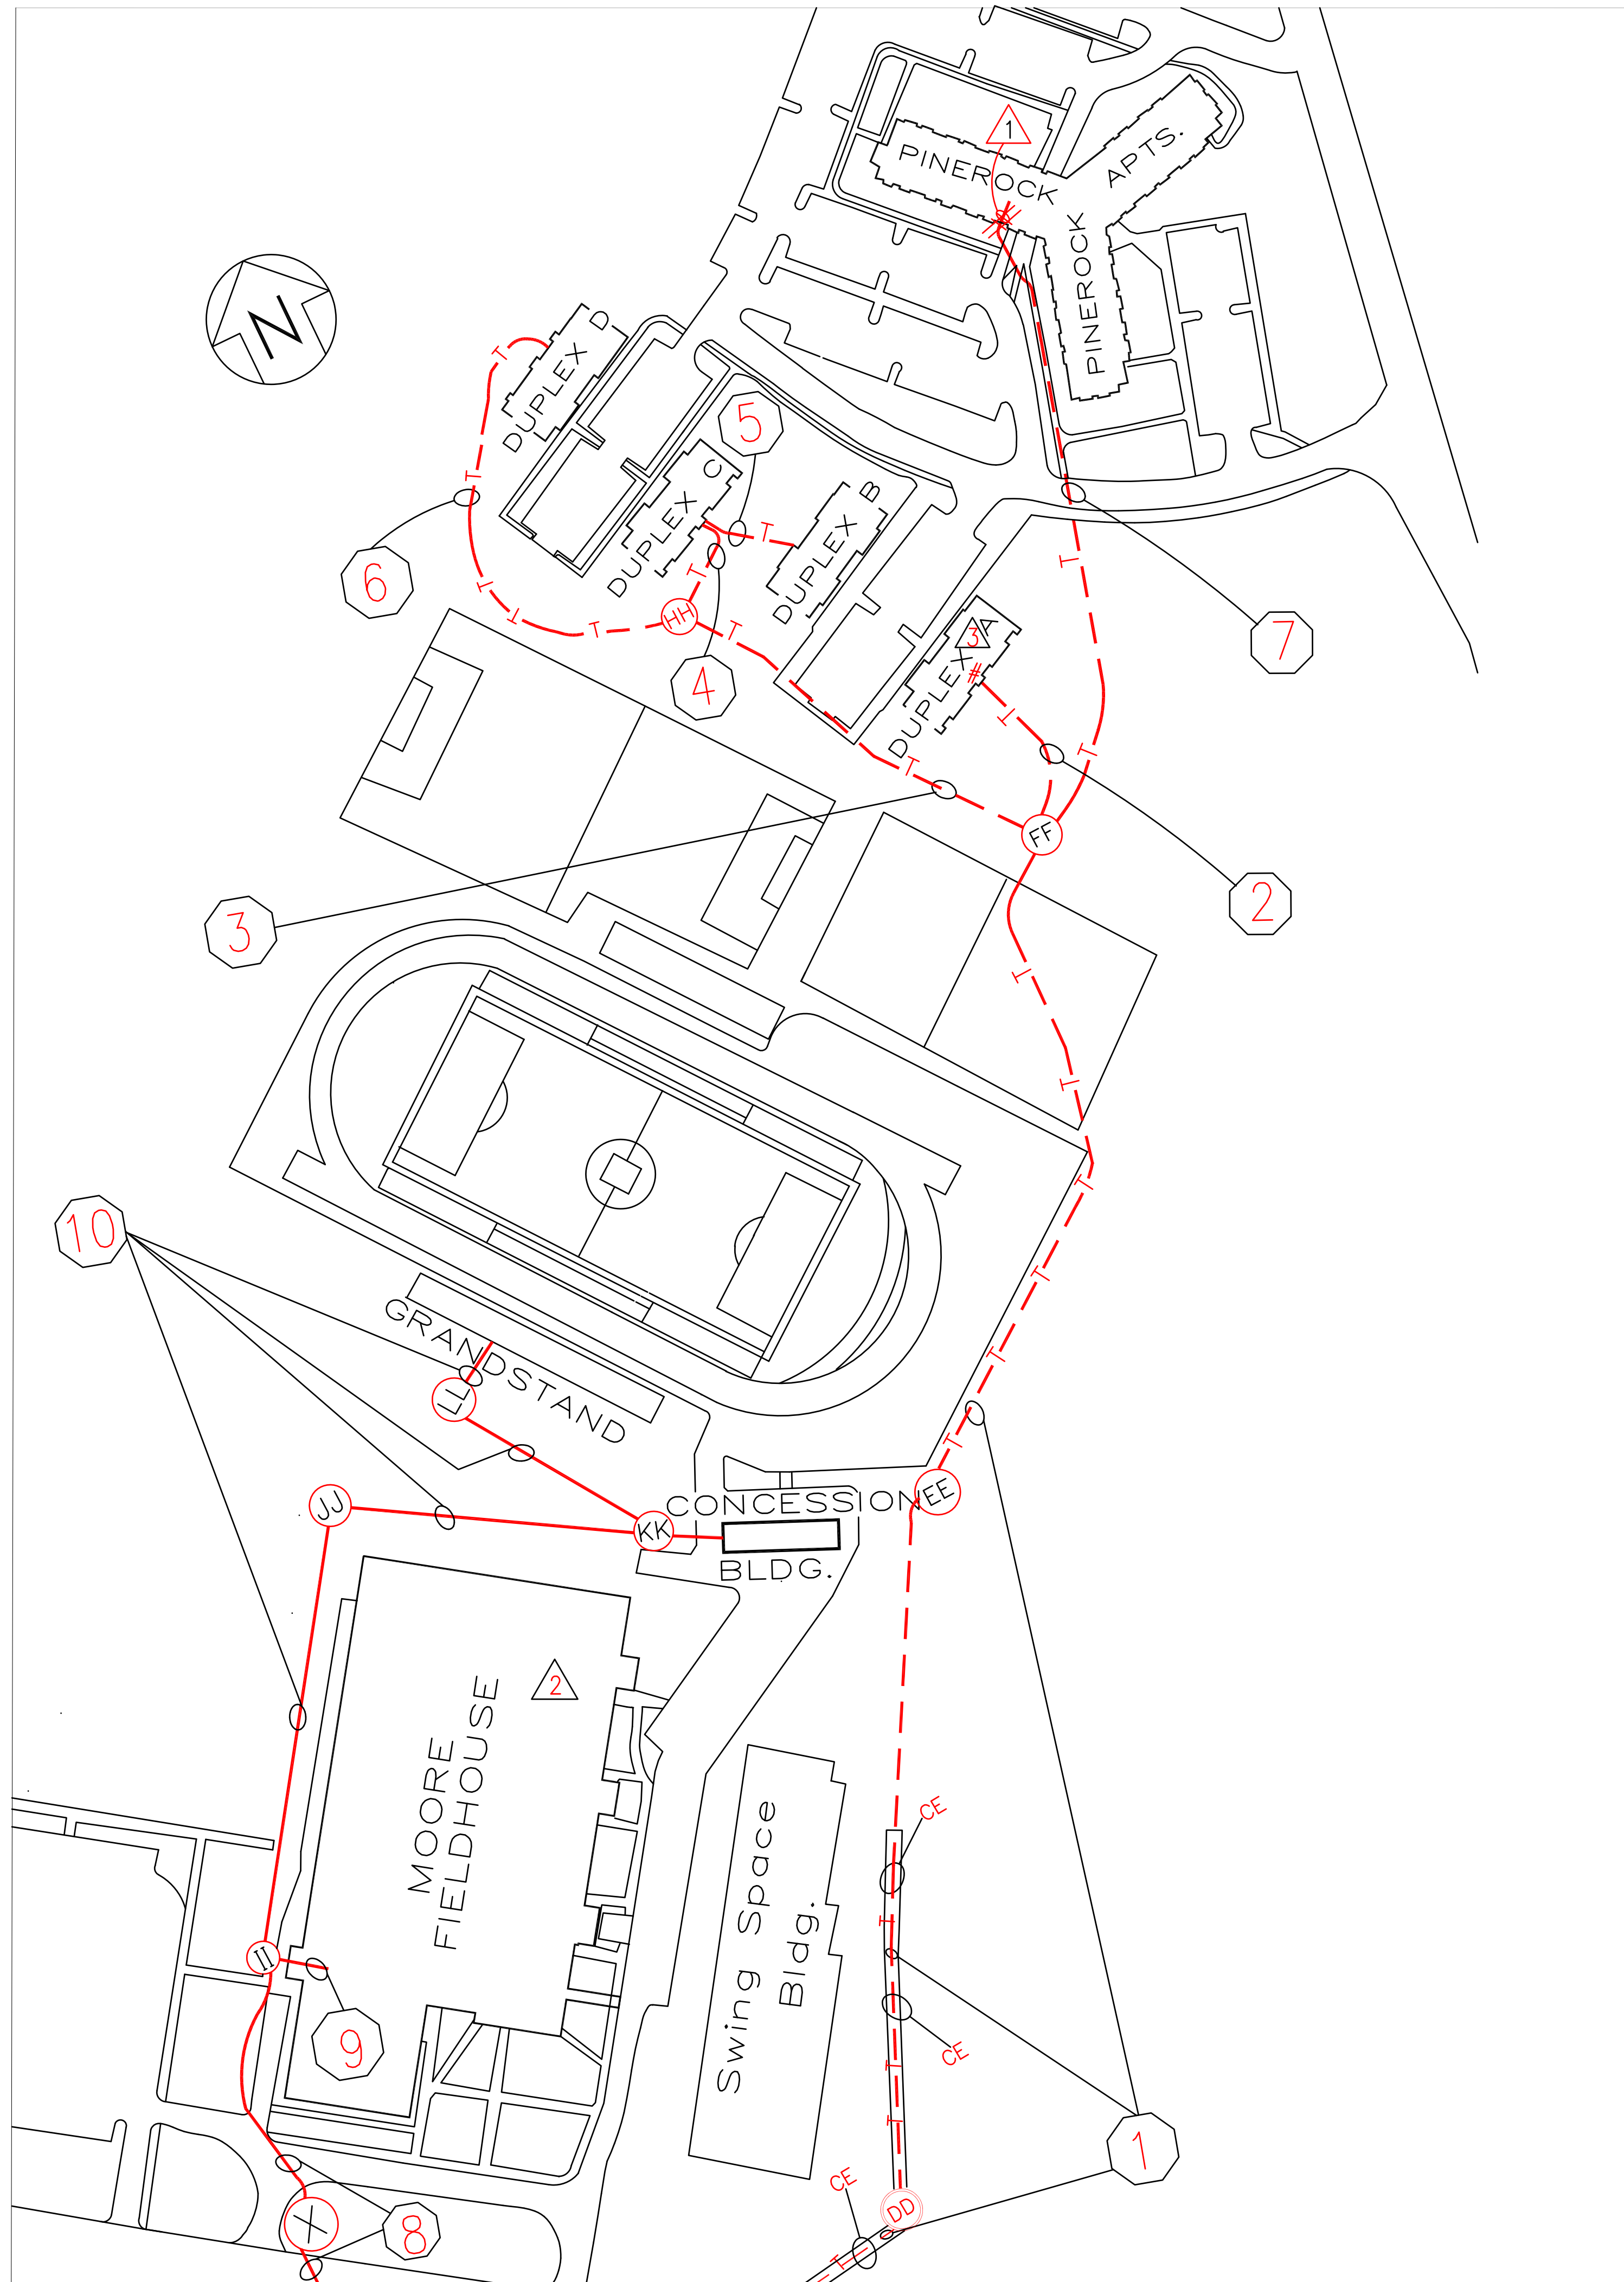 1
PINEROCK
APTS.
PINEROCK
N
DUPLEX D
T
5
DUPLEX C
DUPLEX B
T
T
T
6
T
T
T
HH
T
T
4
3
DUPLEX A
T
7
T
T
T
2
FF
3
T
T
T
T
T
T
10
GRANDSTAND
LL
JJ
KK
CONCESSION
BLDG.
EE
2
MOORE
FIELDHOUSE
Swing Space
Bldg.
CE
T
II
9
CE
T
T
1
CE
DD
8
T